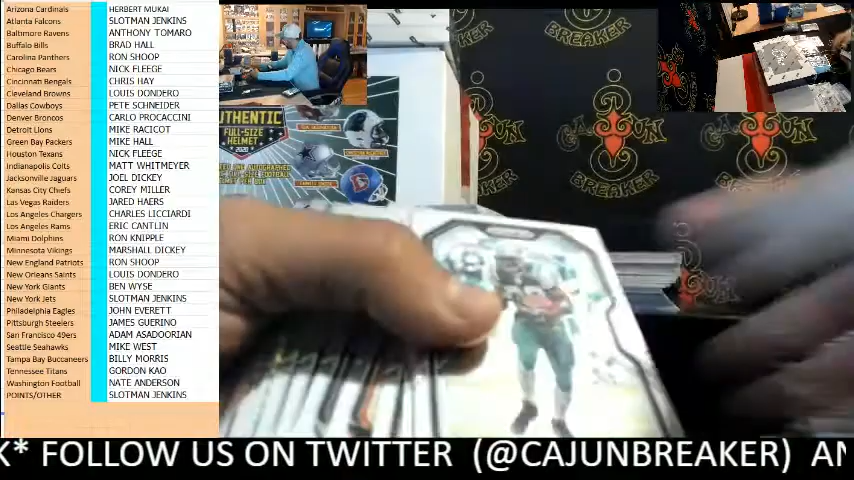 Arizona Cardinals HERBERT MUKAI
Atlanta Falcons SLOTMAN JENKINS
Baltimore Ravens ANTHONY TOMARO
Buffalo Bills BRAD HALL
Carolina Panthers RON SHOOP
Chicago Bears NICK FLEEGE
Cincinnati Bengals CHRIS HAY
Cleveland Browns LOUIS DONDERO
Dallas Cowboys PETE SCHNEIDER
Denver Broncos CARLO PROCACCINI
Detroit Lions MIKE RACICOT
Green Bay Packers MIKE HALL
Houston Texans NICK FLEEGE
Indianapolis Colts MATT WHITMEYER
Jacksonville Jaguars JOEL DICKEY
Kansas City Chiefs COREY MILLER
Las Vegas Raiders JARED HAERS
Los Angeles Chargers CHARLES LICCIARDI
Los Angeles Rams ERIC CANTLIN
Miami Dolphins RON KNIPPLE
Minnesota Vikings MARSHALL DICKEY
New England Patriots RON SHOOP
New Orleans Saints LOUIS DONDERO
New York Giants BEN WYSE
New York Jets SLOTMAN JENKINS
Philadelphia Eagles JOHN EVERETT
Pittsburgh Steelers JAMES GUERINO
San Francisco 49ers ADAM ASADOORIAN
Seattle Seahawks MIKE WEST
Tampa Bay Buccaneers BILLY MORRIS
Tennessee Titans GORDON KAO
Washington Football NATE ANDERSON
POINTS/OTHER SLOTMAN JENKINS
UTHENTIC
FULL-SIZE
HELMET
BREAKER
CAJUN
BREAKER
BREAKER
K* FOLLOW US ON TWITTER (@CAJUNBREAKER) AN